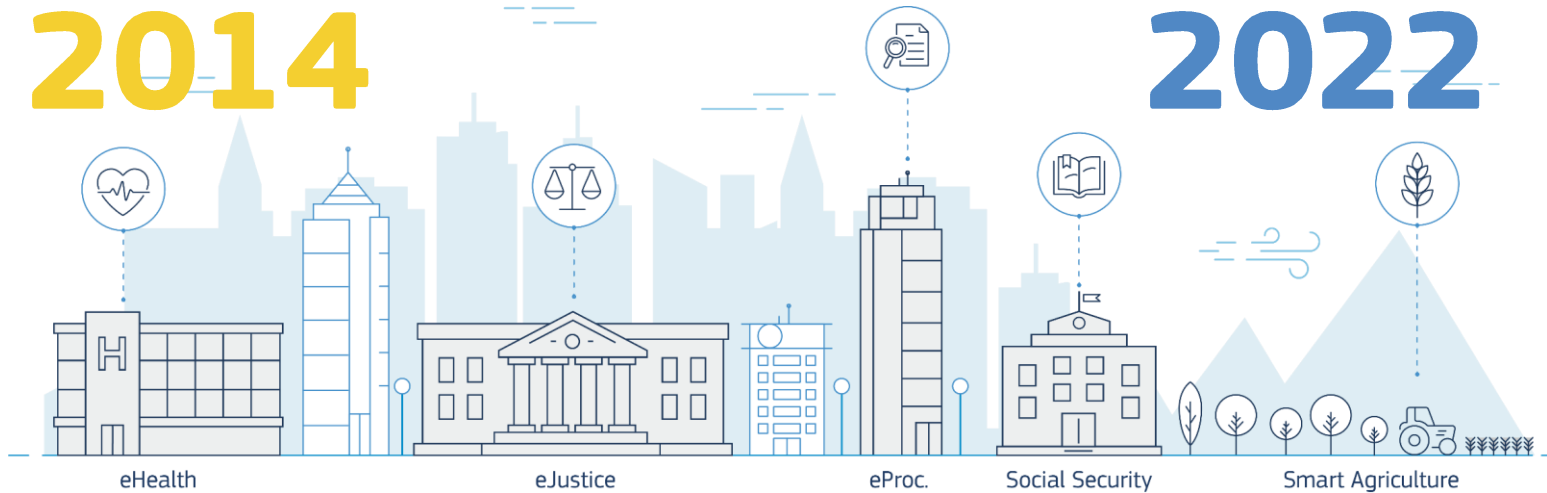 2014
2022
H
eHealth
eJustice
eProc.
Social Security
Smart Agriculture